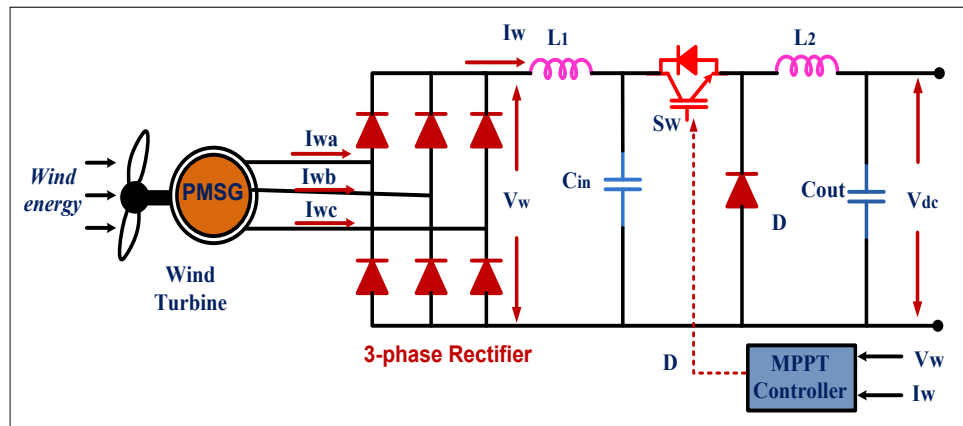 Iw
L1
L2
Sw
Iwa
Iwb
Iwc
Wind
energy
PMSG
Vw
Cin
D
Cout
Vdc
Wind
Turbine
3-phase Rectifier
D
MPPT
Controller
Vw
Iw